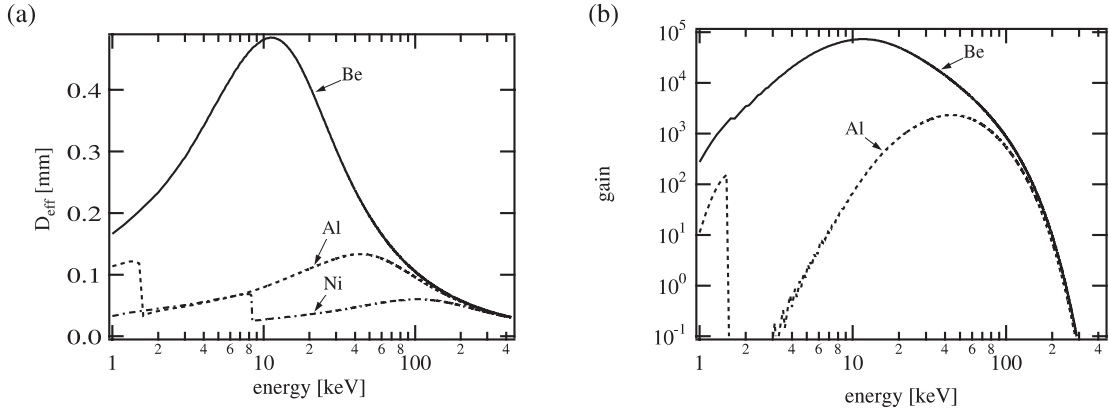 (a)
D_eff [mm]
0.4
0.3
0.2
0.1
0.0
Be
Al
Ni
1 2 4 6 8 10 2 4 6 8 100 2 4
energy [keV]
(b)
gain
10^5
10^4
10^3
10^2
10^1
10^0
10^-1
Be
Al
1 2 4 6 8 10 2 4 6 8 100 2 4
energy [keV]